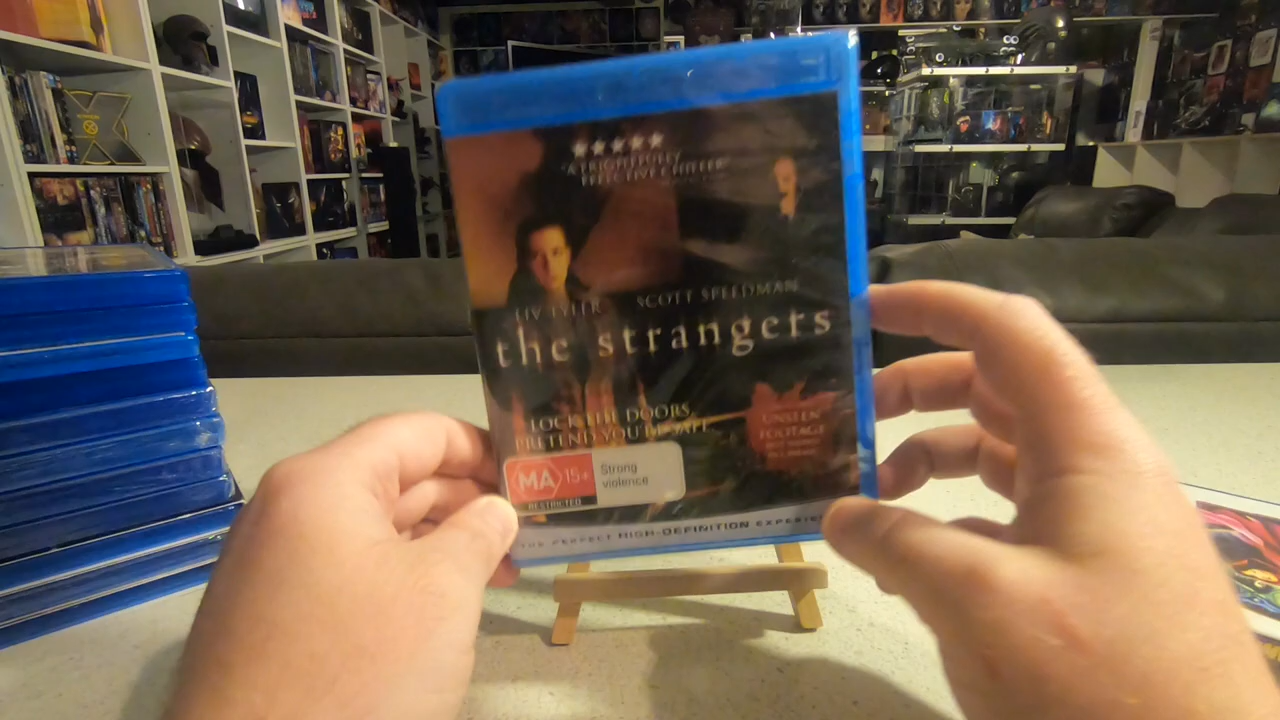 ★★★★★
"A FRIGHTFULLY
EFFECTIVE CHILLER"
LIV TYLER SCOTT SPEEDMAN
the strangers
LOCK THE DOORS.
PRETEND YOU'RE SAFE.
UNSEEN
FOOTAGE
MA 15+ Strong
violence
RESTRICTED
THE PERFECT HIGH-DEFINITION EXPERIENCE